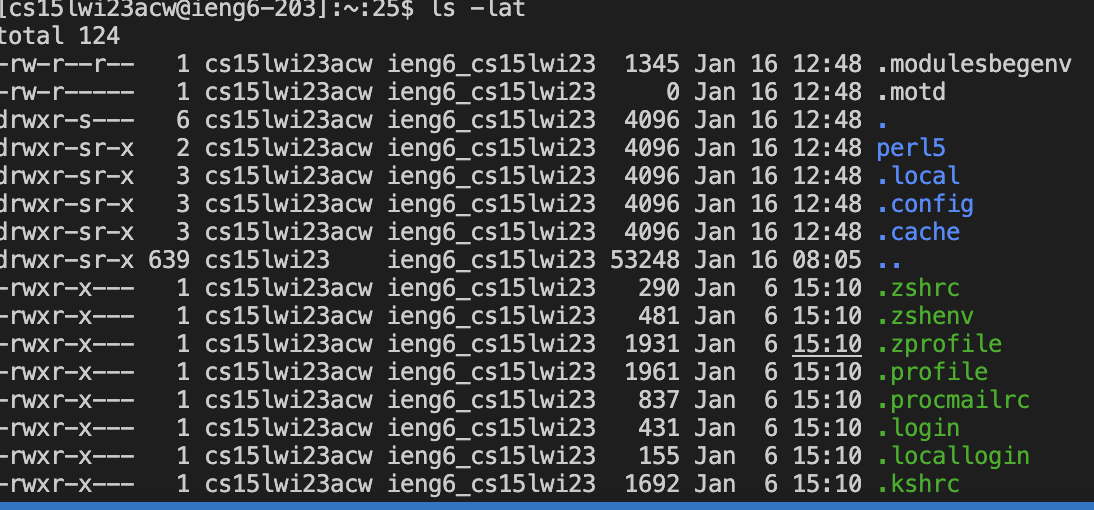 [cs15lwi23acw@ieng6-203]:~:25$ ls -lat
total 124
-rw-r--r--   1 cs15lwi23acw ieng6_cs15lwi23  1345 Jan 16 12:48 .modulesbegenv
-rw-r-----   1 cs15lwi23acw ieng6_cs15lwi23     0 Jan 16 12:48 .motd
drwxr-s---   6 cs15lwi23acw ieng6_cs15lwi23  4096 Jan 16 12:48 .
drwxr-sr-x   2 cs15lwi23acw ieng6_cs15lwi23  4096 Jan 16 12:48 perl5
drwxr-sr-x   3 cs15lwi23acw ieng6_cs15lwi23  4096 Jan 16 12:48 .local
drwxr-sr-x   3 cs15lwi23acw ieng6_cs15lwi23  4096 Jan 16 12:48 .config
drwxr-sr-x   3 cs15lwi23acw ieng6_cs15lwi23  4096 Jan 16 12:48 .cache
drwxr-sr-x 639 cs15lwi23    ieng6_cs15lwi23 53248 Jan 16 08:05 ..
-rwxr-x---   1 cs15lwi23acw ieng6_cs15lwi23   290 Jan  6 15:10 .zshrc
-rwxr-x---   1 cs15lwi23acw ieng6_cs15lwi23   481 Jan  6 15:10 .zshenv
-rwxr-x---   1 cs15lwi23acw ieng6_cs15lwi23  1931 Jan  6 15:10 .zprofile
-rwxr-x---   1 cs15lwi23acw ieng6_cs15lwi23  1961 Jan  6 15:10 .profile
-rwxr-x---   1 cs15lwi23acw ieng6_cs15lwi23   837 Jan  6 15:10 .procmailrc
-rwxr-x---   1 cs15lwi23acw ieng6_cs15lwi23   431 Jan  6 15:10 .login
-rwxr-x---   1 cs15lwi23acw ieng6_cs15lwi23   155 Jan  6 15:10 .locallogin
-rwxr-x---   1 cs15lwi23acw ieng6_cs15lwi23  1692 Jan  6 15:10 .kshrc